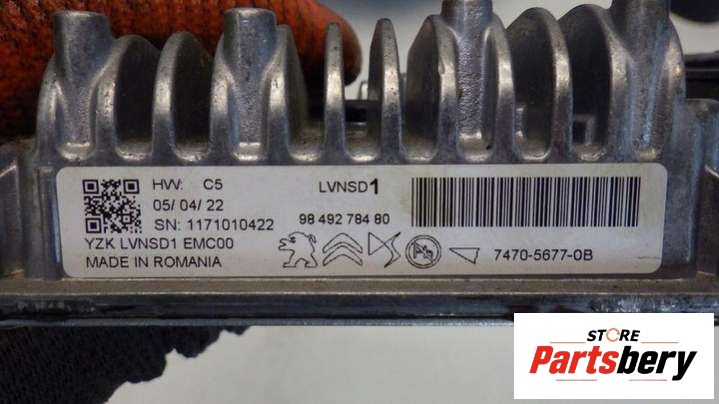 HW: C5
LVNSD1
05/ 04/ 22
SN: 1171010422
98 492 784 80
YZK LVNSD1 EMC00
MADE IN ROMANIA
Pb
7470-5677-0B
STORE
Partsbery